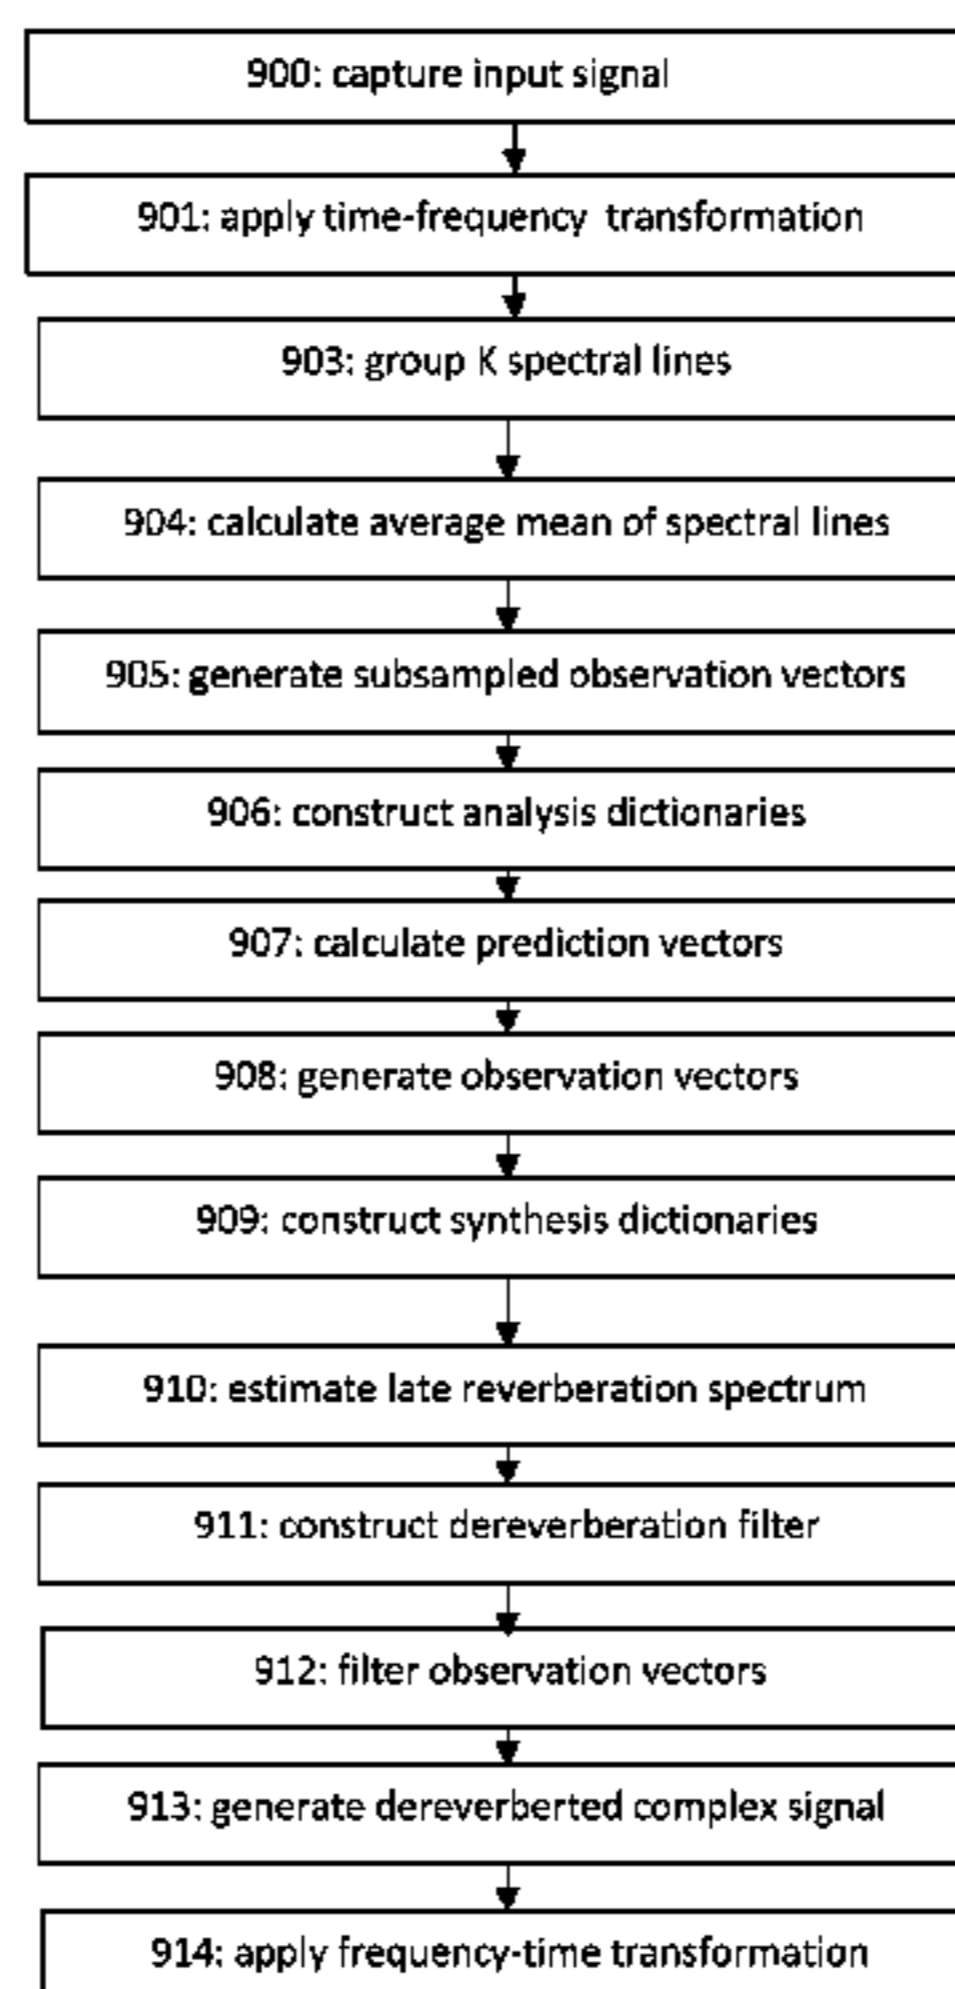 900: capture input signal
901: apply time-frequency transformation
903: group K spectral lines
904: calculate average mean of spectral lines
905: generate subsampled observation vectors
906: construct analysis dictionaries
907: calculate prediction vectors
908: generate observation vectors
909: construct synthesis dictionaries
910: estimate late reverberation spectrum
911: construct dereverberation filter
912: filter observation vectors
913: generate dereverberted complex signal
914: apply frequency-time transformation